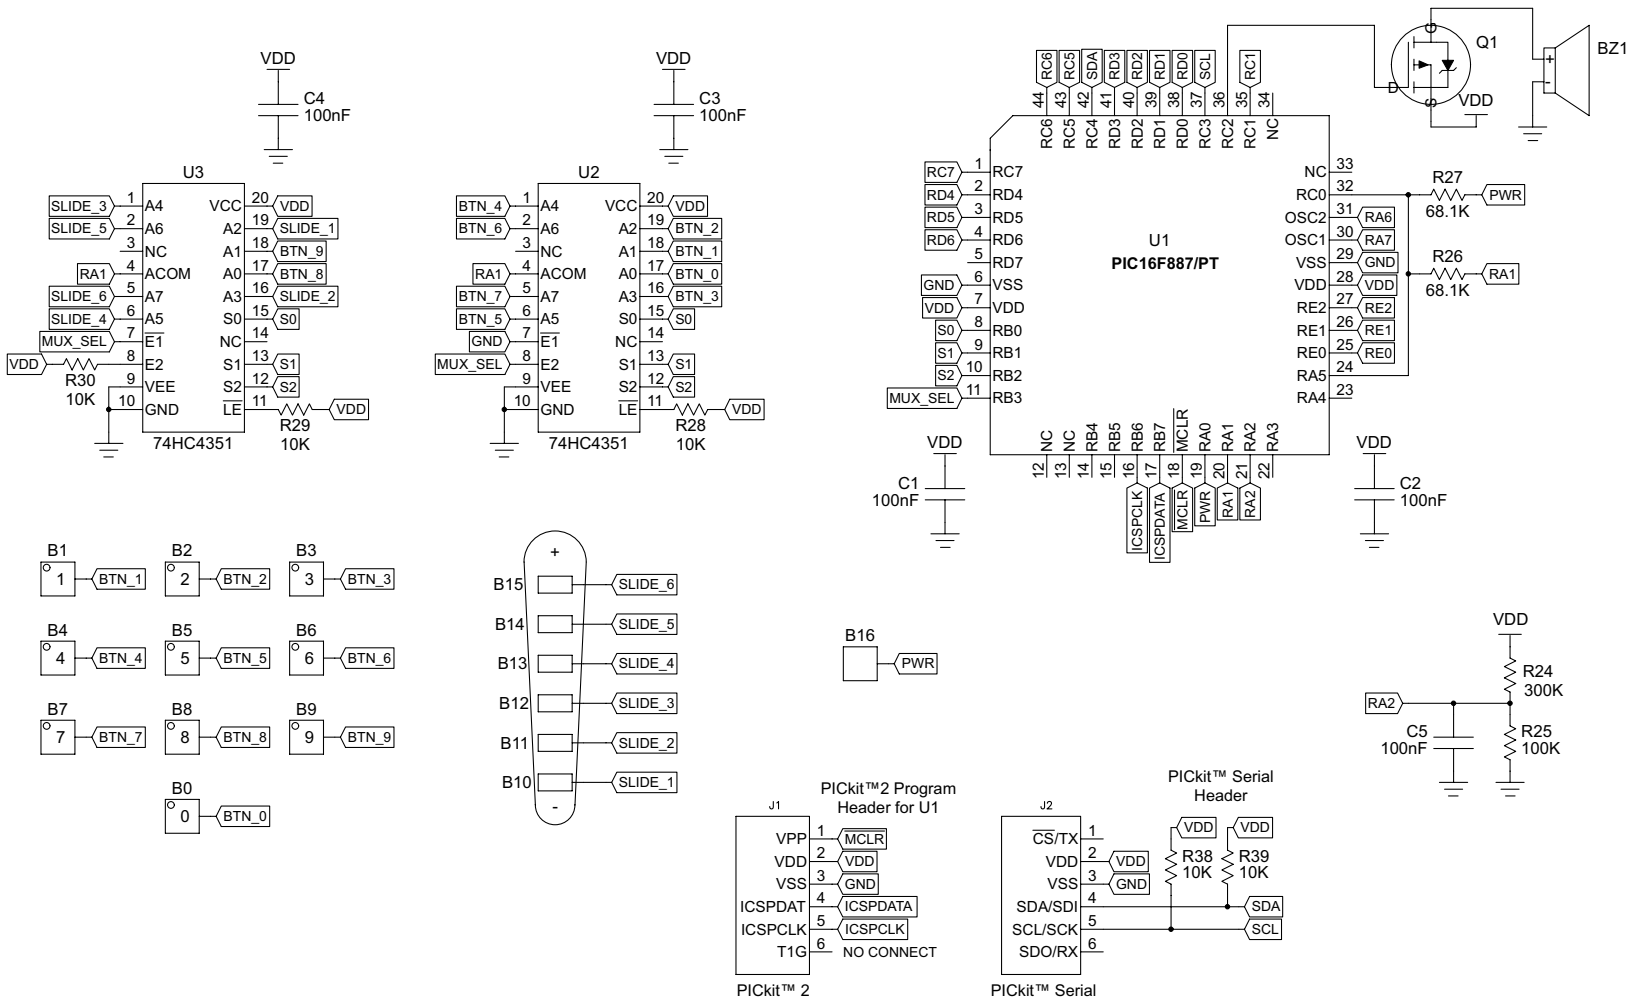 VDD
C4
100nF
U3
SLIDE_3 1 A4 VCC 20 VDD
SLIDE_5 2 A6 A2 19 SLIDE_1
3 NC A1 18 BTN_9
RA1 4 ACOM A0 17 BTN_8
SLIDE_6 5 A7 A3 16 SLIDE_2
SLIDE_4 6 A5 S0 15 S0
MUX_SEL 7 E1 NC 14
VDD R30 10K 8 E2 S1 13 S1
9 VEE S2 12 S2
10 GND LE 11 R29 10K VDD
74HC4351
VDD
C3
100nF
U2
BTN_4 1 A4 VCC 20 VDD
BTN_6 2 A6 A2 19 BTN_2
3 NC A1 18 BTN_1
RA1 4 ACOM A0 17 BTN_0
BTN_7 5 A7 A3 16 BTN_3
BTN_5 6 A5 S0 15 S0
GND 7 E1 NC 14
MUX_SEL 8 E2 S1 13 S1
9 VEE S2 12 S2
10 GND LE 11 R28 10K VDD
74HC4351
RC6 RC5 SDA RD3 RD2 RD1 RD0 SCL RC1
44 43 42 41 40 39 38 37 36 35 34
RC6 RC5 RC4 RD3 RD2 RD1 RD0 RC3 RC2 RC1 NC
G
D
S
Q1
VDD
+
-
BZ1
U1
PIC16F887/PT
RC7 1 RC7
RD4 2 RD4
RD5 3 RD5
RD6 4 RD6
5 RD7
GND 6 VSS
VDD 7 VDD
S0 8 RB0
S1 9 RB1
S2 10 RB2
MUX_SEL 11 RB3
NC 33
RC0 32
OSC2 31 RA6
OSC1 30 RA7
VSS 29 GND
VDD 28 VDD
RE2 27 RE2
RE1 26 RE1
RE0 25 RE0
RA5 24
RA4 23
R27
68.1K
PWR
R26
68.1K
RA1
NC NC RB4 RB5 RB6 RB7 MCLR RA0 RA1 RA2 RA3
12 13 14 15 16 17 18 19 20 21 22
ICSPCLK ICSPDATA MCLR PWR RA1 RA2
VDD
C1
100nF
VDD
C2
100nF
B1 B2 B3
1 BTN_1 2 BTN_2 3 BTN_3
B4 B5 B6
4 BTN_4 5 BTN_5 6 BTN_6
B7 B8 B9
7 BTN_7 8 BTN_8 9 BTN_9
B0
0 BTN_0
+
B15 SLIDE_6
B14 SLIDE_5
B13 SLIDE_4
B12 SLIDE_3
B11 SLIDE_2
B10 SLIDE_1
-
B16
PWR
VDD
R24
300K
RA2
C5
100nF
R25
100K
PICkit™2 Program
Header for U1
J1
VPP 1 MCLR
VDD 2 VDD
VSS 3 GND
ICSPDAT 4 ICSPDATA
ICSPCLK 5 ICSPCLK
T1G 6 NO CONNECT
PICkit™ 2
PICkit™ Serial
Header
J2
CS/TX 1
VDD 2 VDD
VSS 3 GND
SDA/SDI 4 SDA
SCL/SCK 5 SCL
SDO/RX 6
VDD VDD
R38 R39
10K 10K
PICkit™ Serial